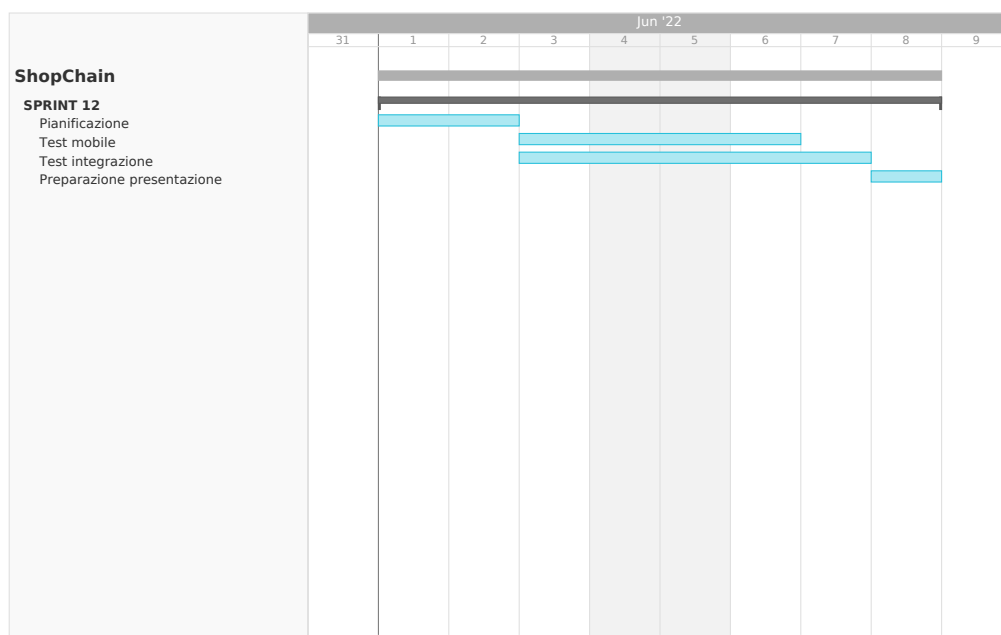 Jun '22
31 1 2 3 4 5 6 7 8 9
ShopChain
SPRINT 12
Pianificazione
Test mobile
Test integrazione
Preparazione presentazione